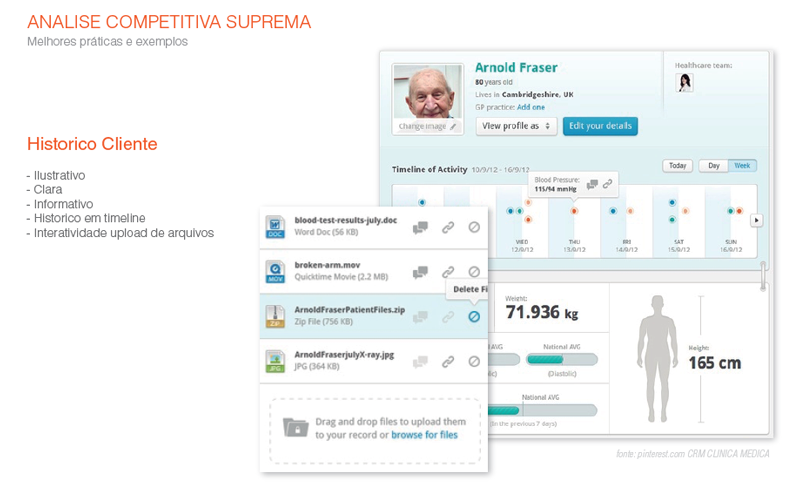 ANALISE COMPETITIVA SUPREMA
Melhores práticas e exemplos
Historico Cliente
- Ilustrativo
- Clara
- Informativo
- Historico em timeline
- Interatividade upload de arquivos
Arnold Fraser
80 years old
Lives in Cambridgeshire, UK
GP practice: Add one
Change image
View profile as
Edit your details
Healthcare team:
Timeline of Activity 10/9/12 - 16/9/12
Today
Day
Week
Blood Pressure:
115/94 mmHg
WED
12/9/12
THU
13/9/12
FRI
14/9/12
SAT
15/9/12
SUN
16/9/12
blood-test-results-july.doc
Word Doc (56 KB)
DOC
broken-arm.mov
Quicktime Movie (2.2 MB)
MOV
Delete Fi
ArnoldFraserPatientFiles.zip
Zip File (756 KB)
ZIP
ArnoldFraserjulyX-ray.jpg
JPG (364 KB)
JPG
Drag and drop files to upload them
to your record or browse for files
Weight:
71.936 kg
AVG
National AVG
(Diastolic)
National AVG
(In the previous 7 days)
Height:
165 cm
fonte: pinterest.com CRM CLINICA MEDICA